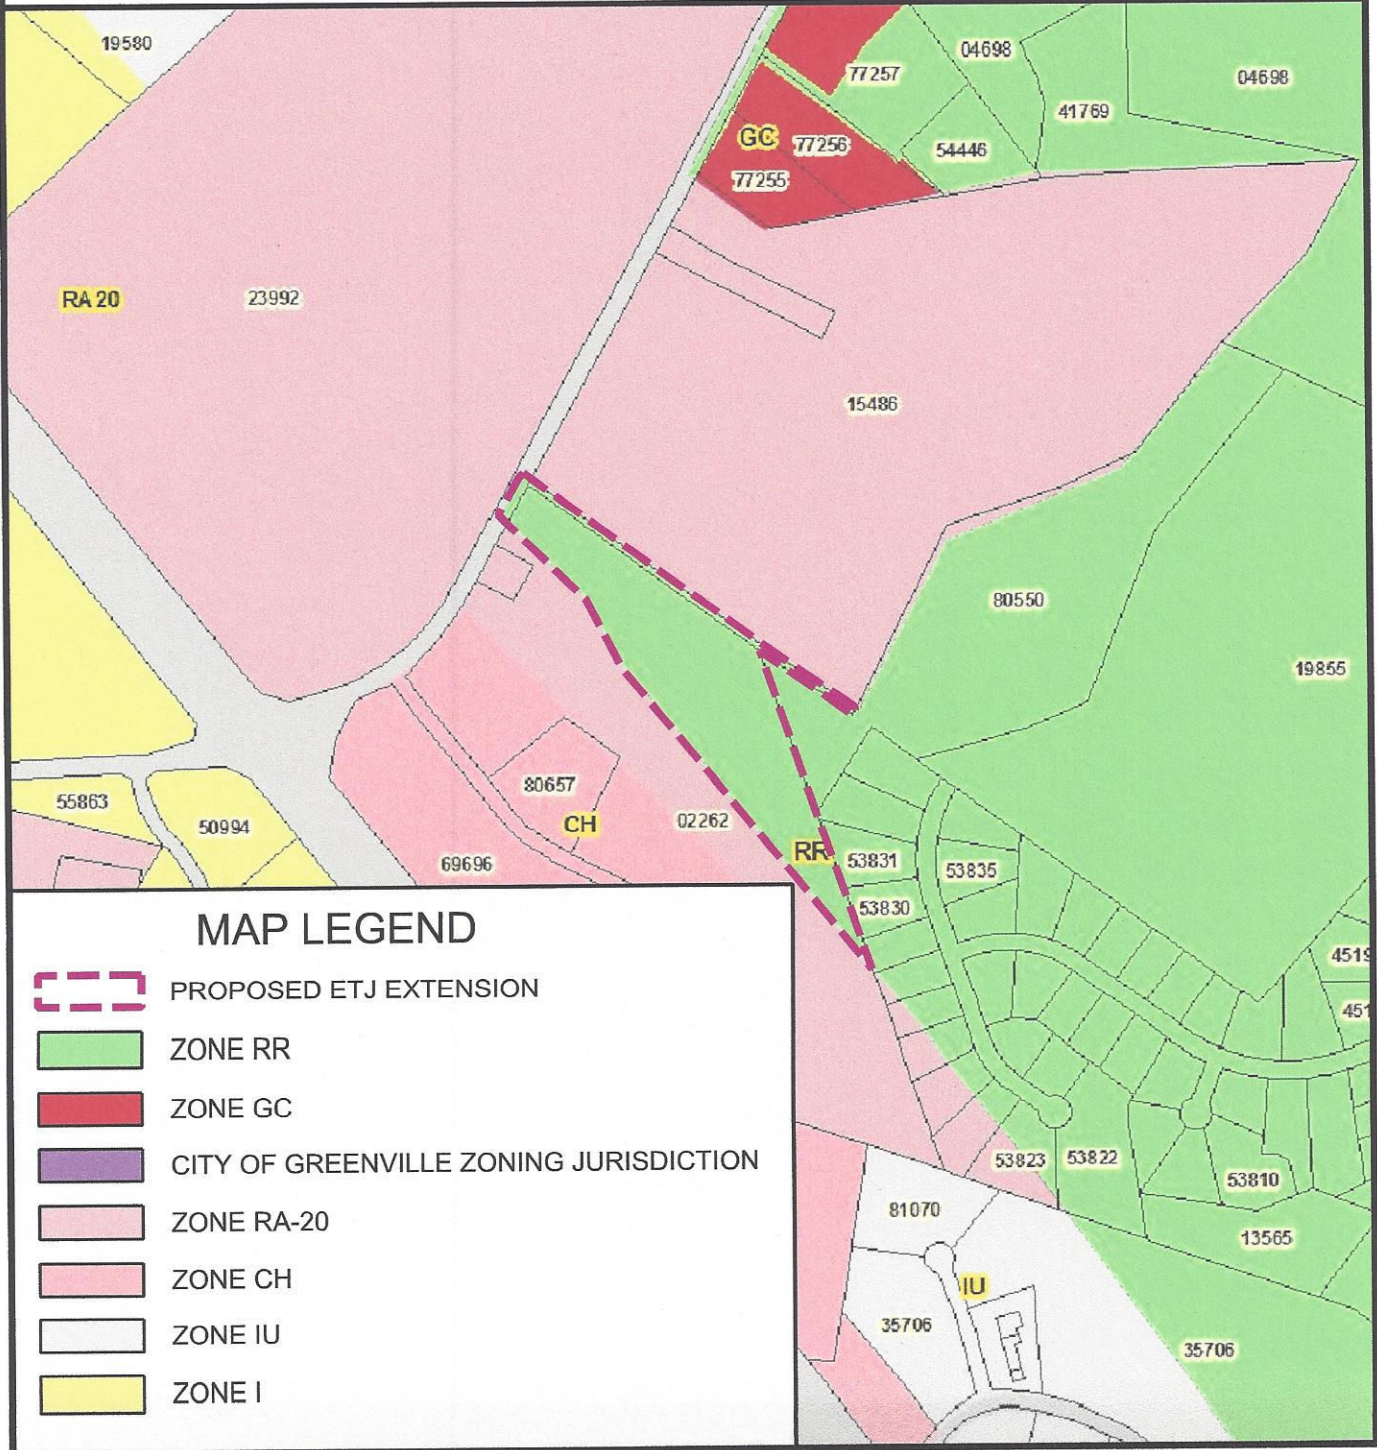 19580
04698
77257
04698
41769
GC 77256
54446
77255
RA 20
23992
15486
80550
19855
55863
50994
80657
CH
02262
69696
RR
53831
53835
53830
4519
451
53823
53822
53810
81070
13565
IU
35706
35706
MAP LEGEND
PROPOSED ETJ EXTENSION
ZONE RR
ZONE GC
CITY OF GREENVILLE ZONING JURISDICTION
ZONE RA-20
ZONE CH
ZONE IU
ZONE I